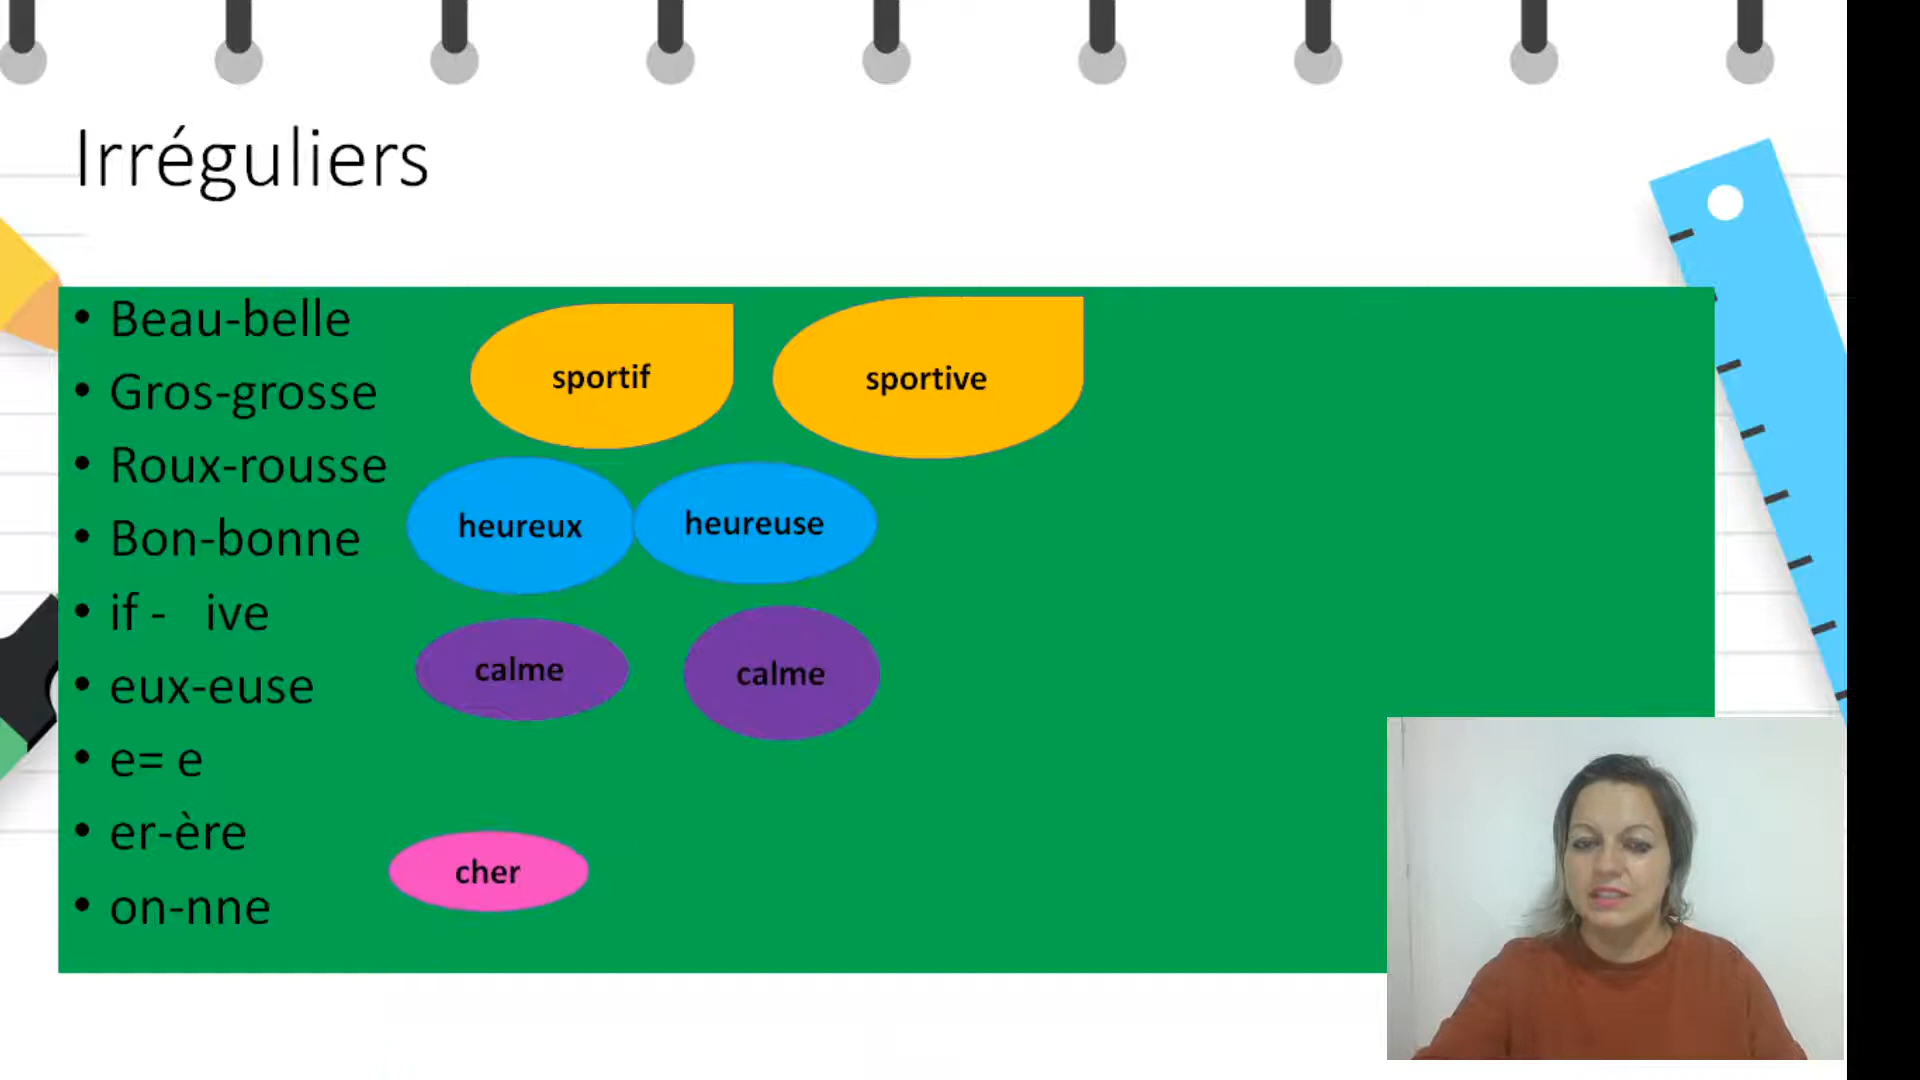 Irréguliers
• Beau-belle
• Gros-grosse
• Roux-rousse
• Bon-bonne
• if - ive
• eux-euse
• e= e
• er-ère
• on-nne
sportif
sportive
heureux
heureuse
calme
calme
cher